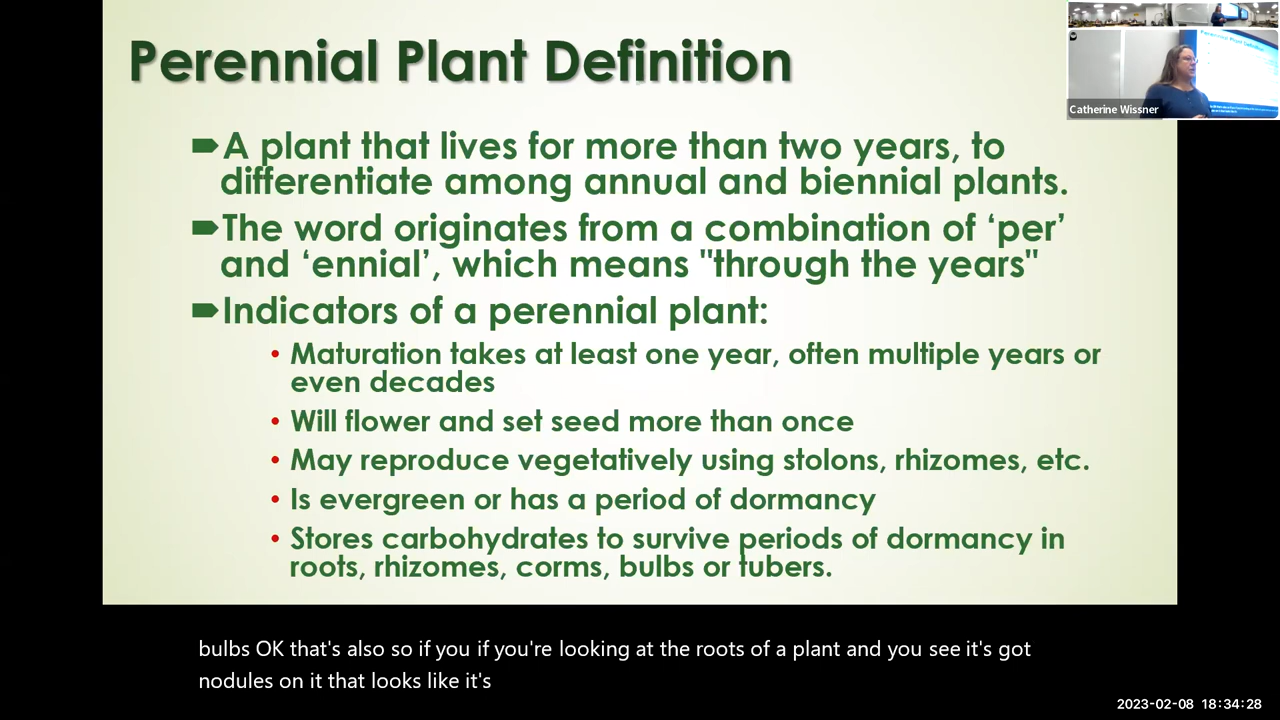 Perennial Plant Definition
A plant that lives for more than two years, to
differentiate among annual and biennial plants.
The word originates from a combination of ‘per’
and ‘ennial’, which means "through the years"
Indicators of a perennial plant:
• Maturation takes at least one year, often multiple years or
even decades
• Will flower and set seed more than once
• May reproduce vegetatively using stolons, rhizomes, etc.
• Is evergreen or has a period of dormancy
• Stores carbohydrates to survive periods of dormancy in
roots, rhizomes, corms, bulbs or tubers.
Catherine Wissner
bulbs OK that's also so if you if you're looking at the roots of a plant and you see it's got
nodules on it that looks like it's
2023-02-08 18:34:28